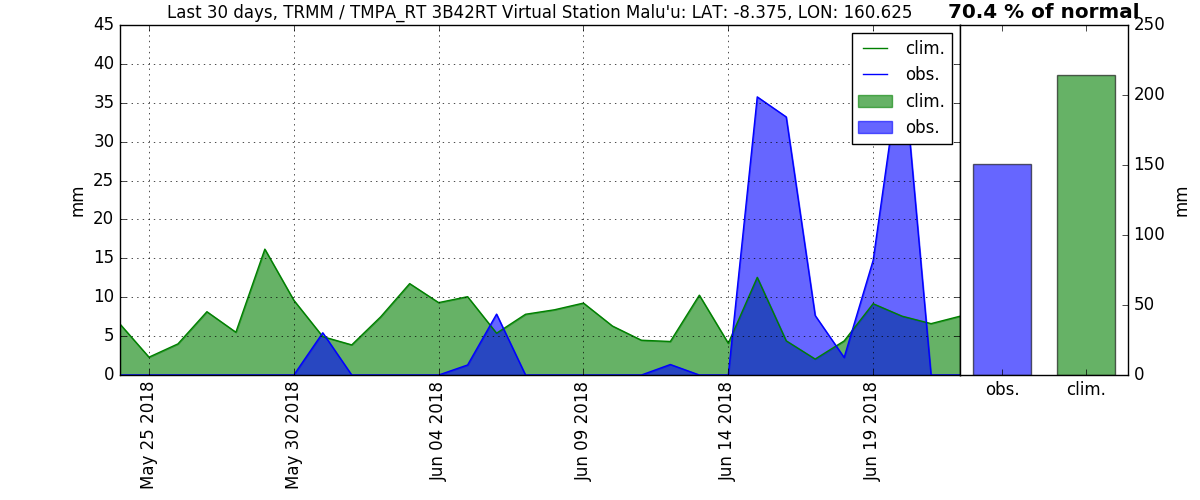 Last 30 days, TRMM / TMPA_RT 3B42RT Virtual Station Malu'u: LAT: -8.375, LON: 160.625
70.4 % of normal
45
40
35
30
25
20
15
10
5
0
mm
clim.
obs.
clim.
obs.
May 25 2018
May 30 2018
Jun 04 2018
Jun 09 2018
Jun 14 2018
Jun 19 2018
250
200
150
100
50
0
mm
obs.
clim.